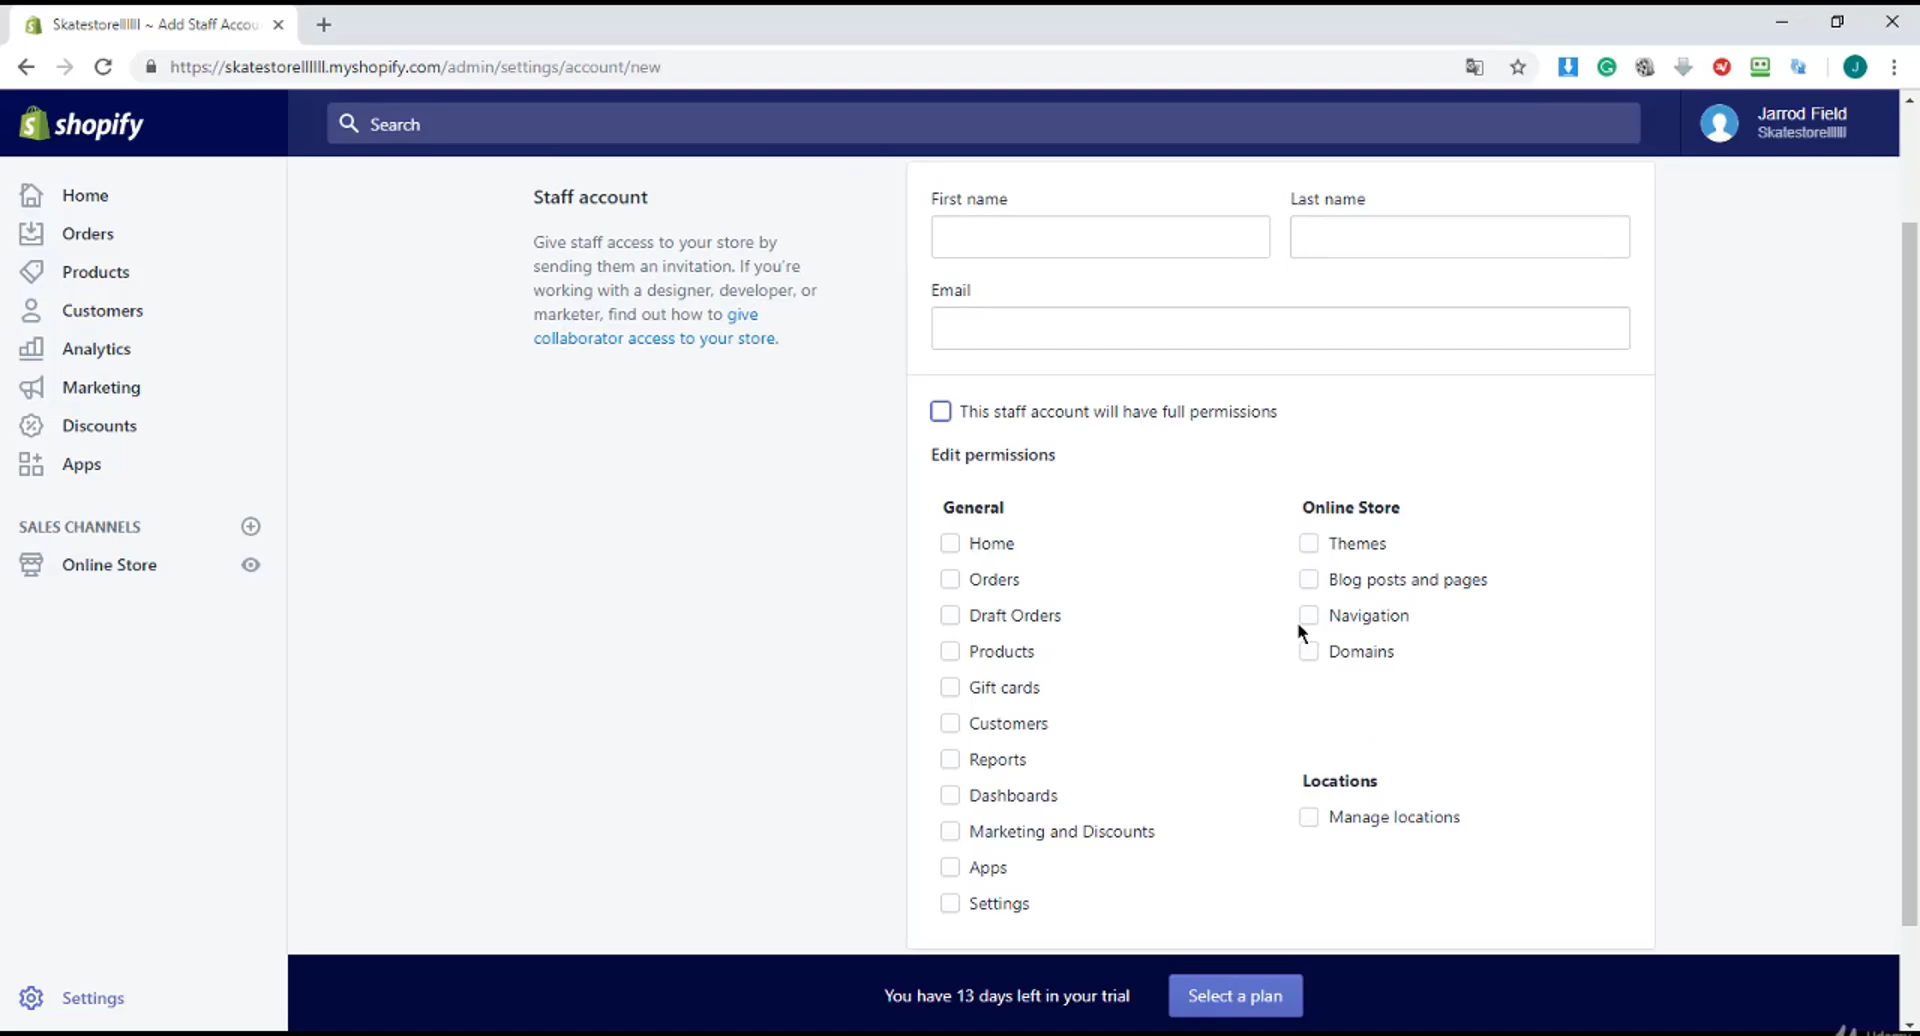 Skatestorellllll ~ Add Staff Accou
https://skatestorellllll.myshopify.com/admin/settings/account/new
J
shopify
Search
Jarrod Field
Skatestorellllll
Home
Orders
Products
Customers
Analytics
Marketing
Discounts
Apps
SALES CHANNELS
Online Store
Settings
Staff account
Give staff access to your store by
sending them an invitation. If you're
working with a designer, developer, or
marketer, find out how to give
collaborator access to your store.
First name
Last name
Email
This staff account will have full permissions
Edit permissions
General
Home
Orders
Draft Orders
Products
Gift cards
Customers
Reports
Dashboards
Marketing and Discounts
Apps
Settings
Online Store
Themes
Blog posts and pages
Navigation
Domains
Locations
Manage locations
You have 13 days left in your trial
Select a plan